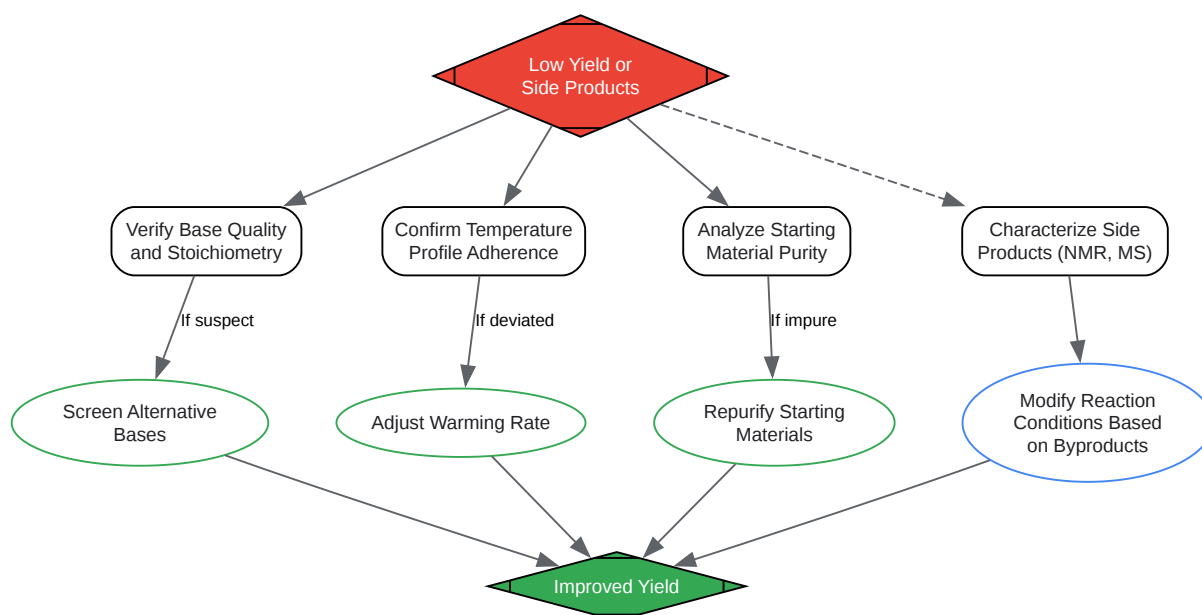 Low Yield or
Side Products
Verify Base Quality
and Stoichiometry
Confirm Temperature
Profile Adherence
Analyze Starting
Material Purity
Characterize Side
Products (NMR, MS)
If suspect
If deviated
If impure
Screen Alternative
Bases
Adjust Warming Rate
Repurify Starting
Materials
Modify Reaction
Conditions Based
on Byproducts
Improved Yield